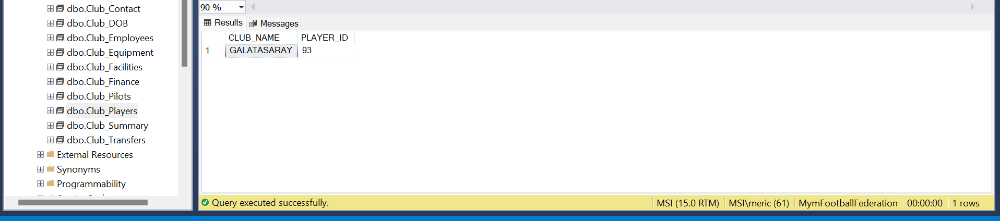 dbo.Club_Contact
dbo.Club_DOB
dbo.Club_Employees
dbo.Club_Equipment
dbo.Club_Facilities
dbo.Club_Finance
dbo.Club_Pilots
dbo.Club_Players
dbo.Club_Summary
dbo.Club_Transfers
External Resources
Synonyms
Programmability
90 %
Results Messages
CLUB_NAME PLAYER_ID
1 GALATASARAY 93
Query executed successfully. MSI (15.0 RTM) MSI\meric (61) MymFootballFederation 00:00:00 1 rows